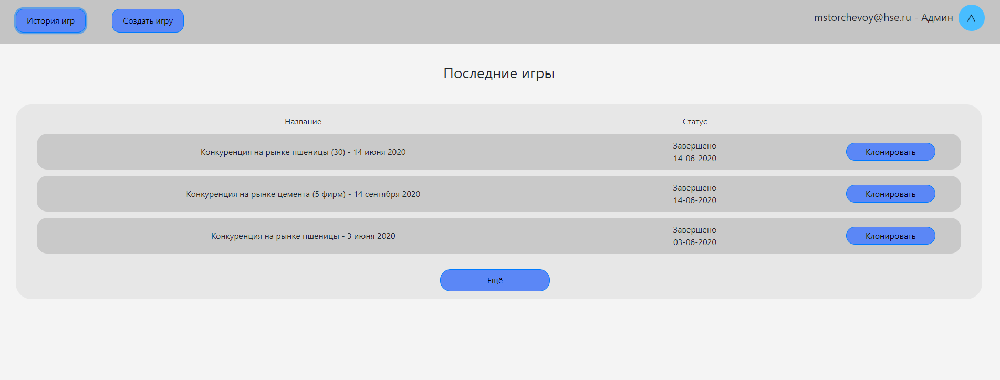 История игр
Создать игру
mstorchevoy@hse.ru - Админ
Последние игры
Название
Статус
Конкуренция на рынке пшеницы (30) - 14 июня 2020
Завершено
14-06-2020
Клонировать
Конкуренция на рынке цемента (5 фирм) - 14 сентября 2020
Завершено
14-06-2020
Клонировать
Конкуренция на рынке пшеницы - 3 июня 2020
Завершено
03-06-2020
Клонировать
Ещё